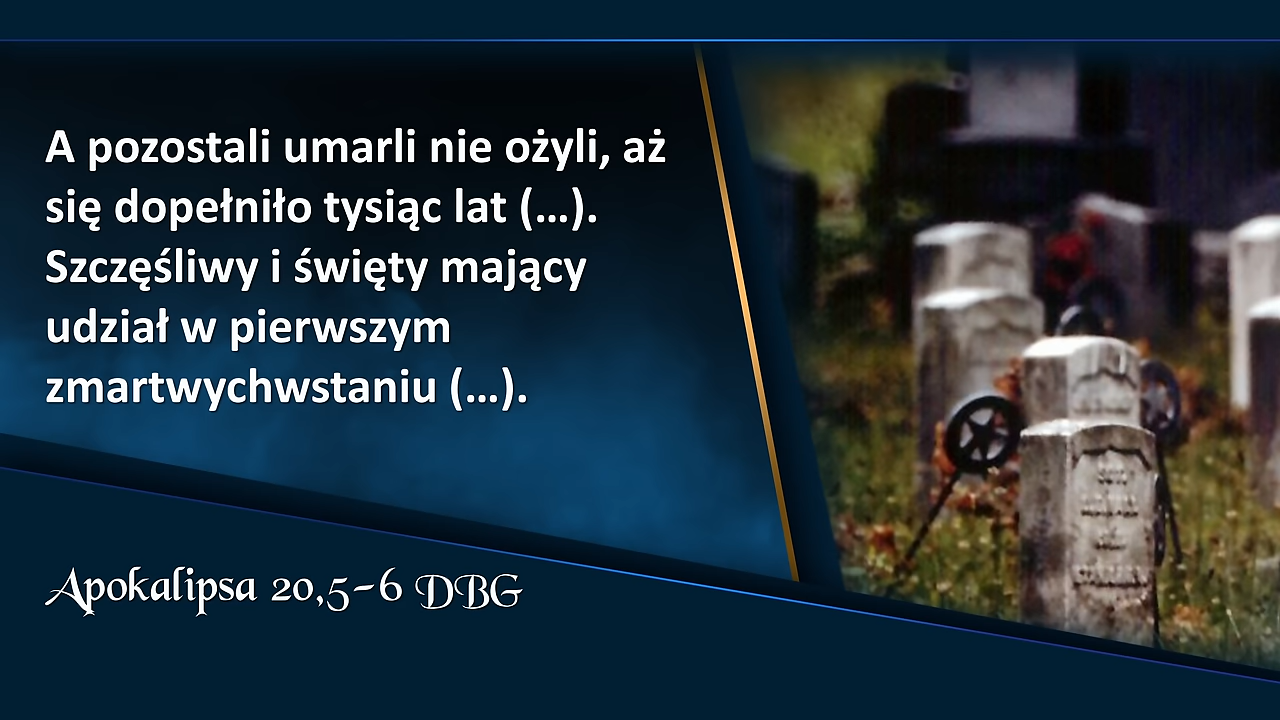 A pozostali umarli nie ożyli, aż
się dopełniło tysiąc lat (...).
Szczęśliwy i święty mający
udział w pierwszym
zmartwychwstaniu (...).
Apokalipsa 20,5-6 DBG